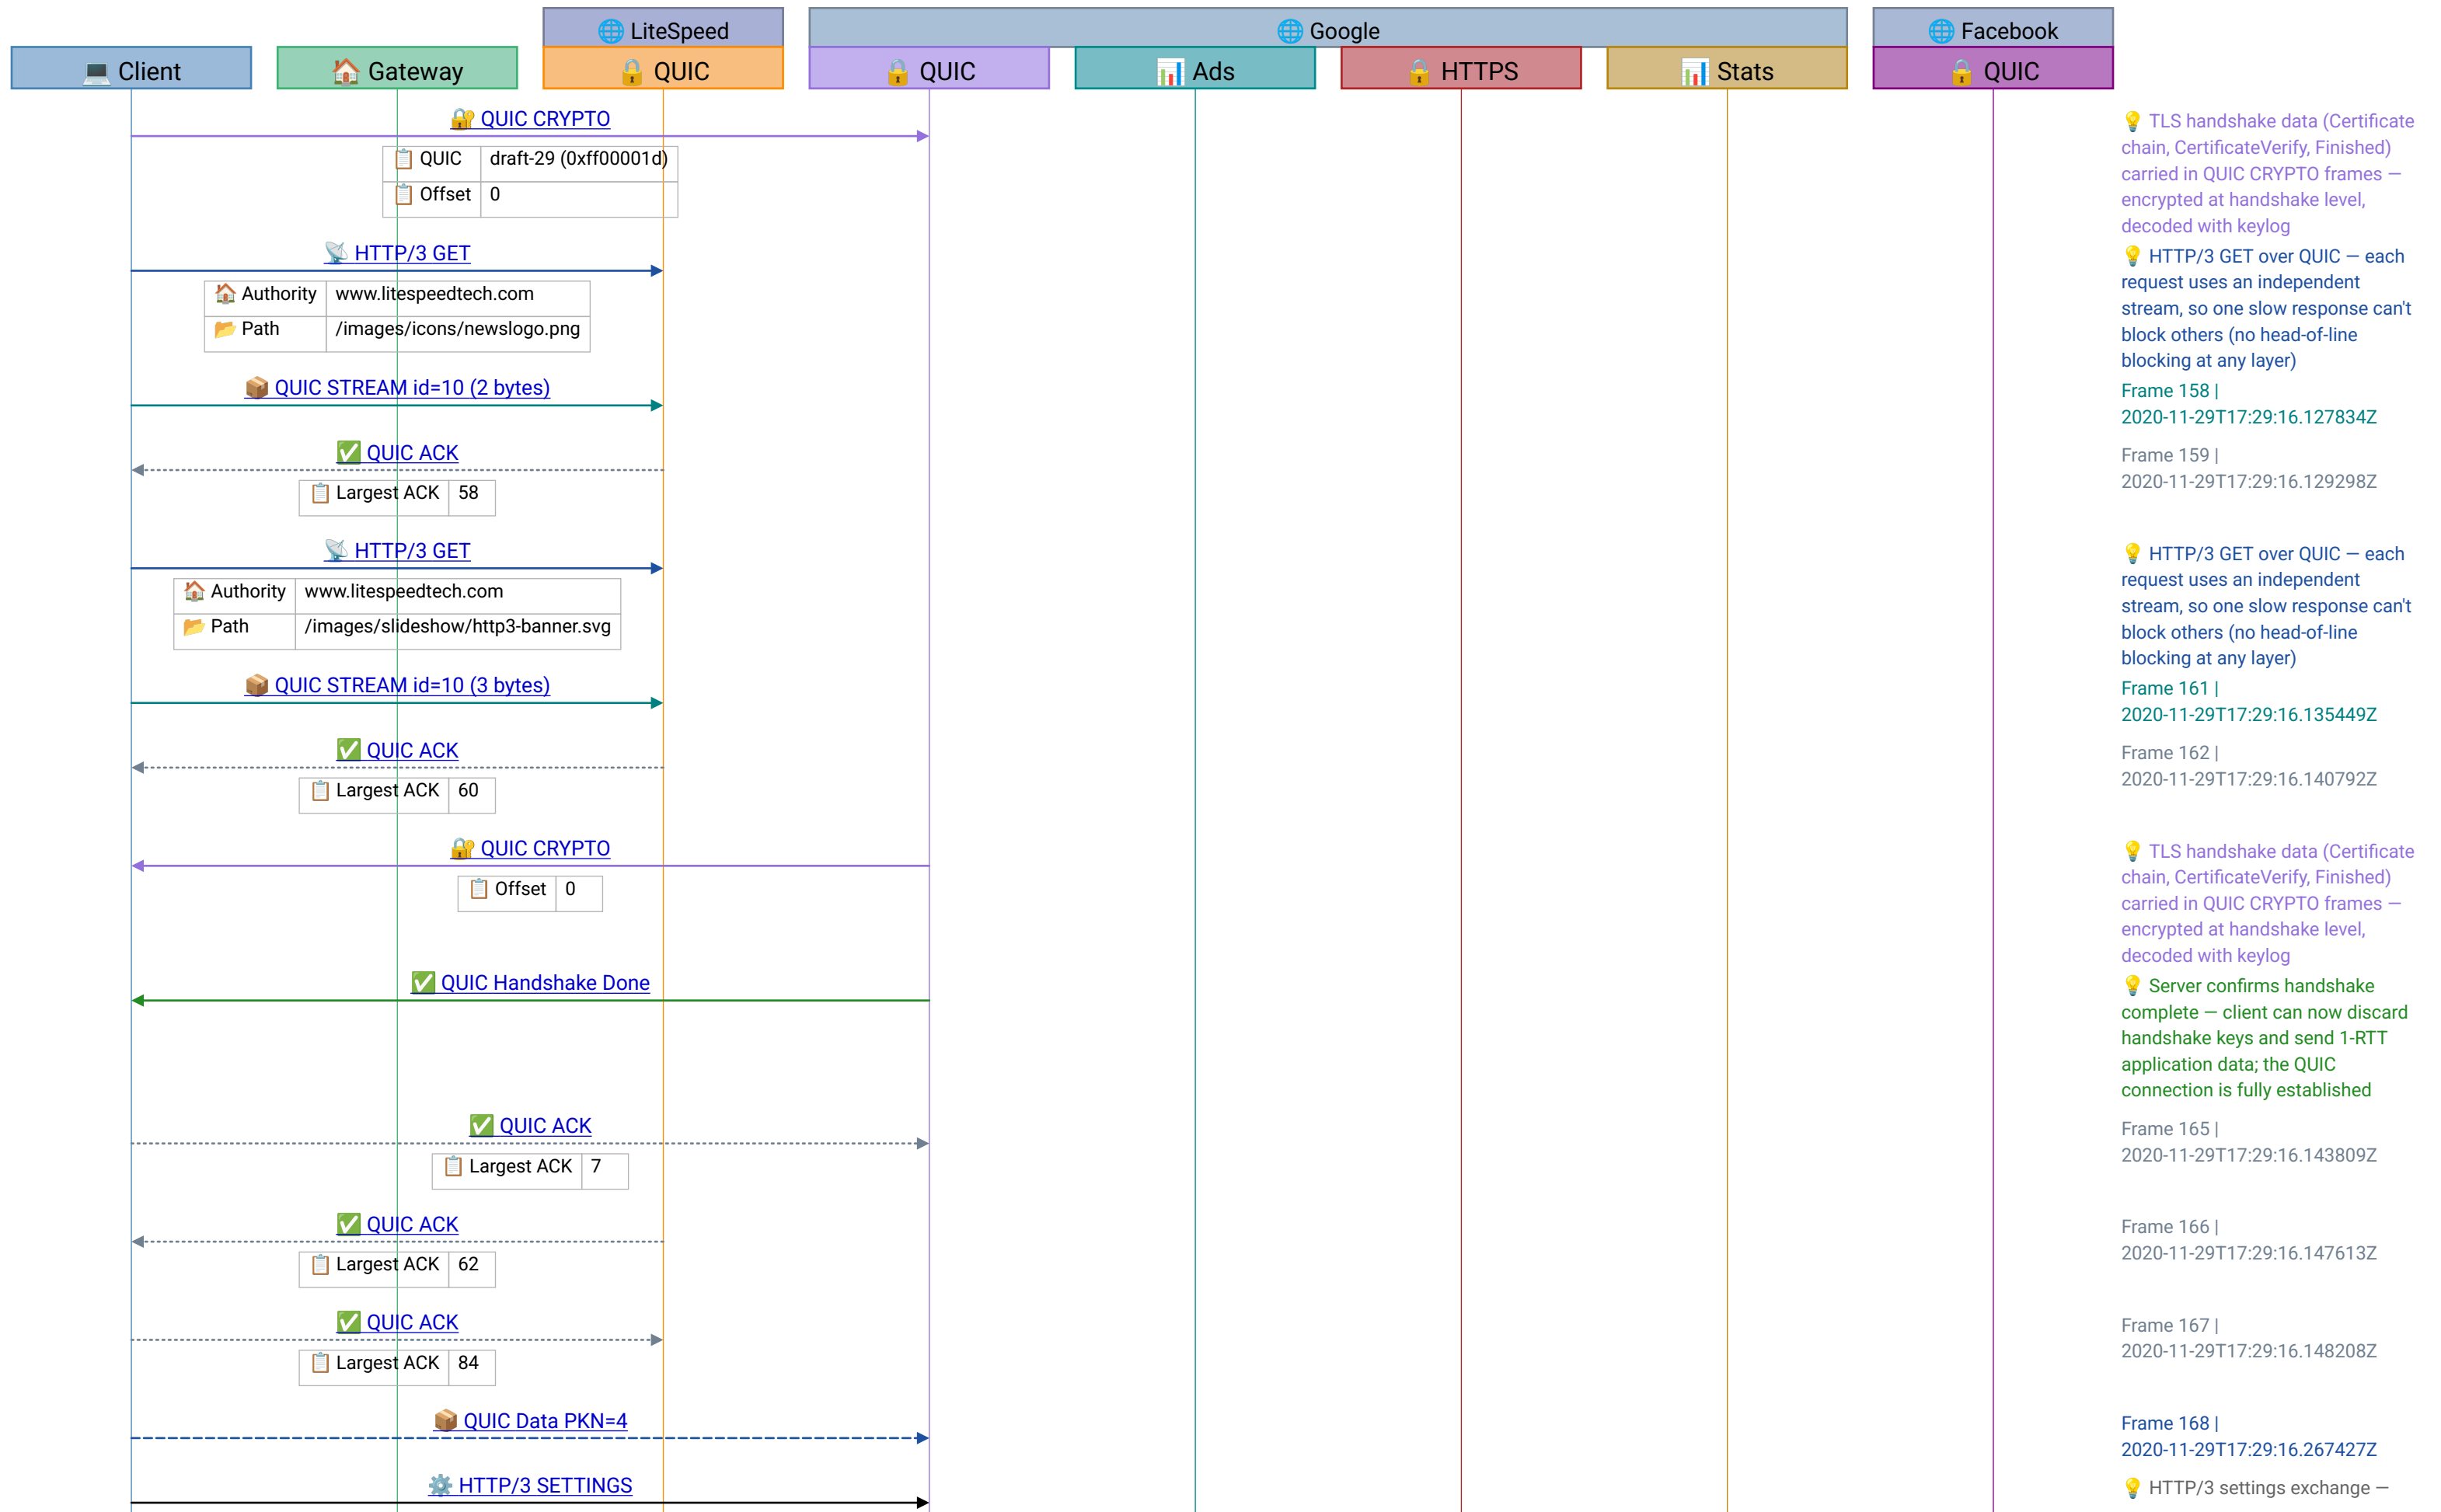 🌐 LiteSpeed
🌐 Google
🌐 Facebook
💻 Client
🏠 Gateway
🔒 QUIC
🔒 QUIC
📊 Ads
🔒 HTTPS
📊 Stats
🔒 QUIC
🔐 QUIC CRYPTO
📋 QUIC draft-29 (0xff00001d)
📋 Offset 0
💡 TLS handshake data (Certificate
chain, CertificateVerify, Finished)
carried in QUIC CRYPTO frames —
encrypted at handshake level,
decoded with keylog
📡 HTTP/3 GET
🏠 Authority www.litespeedtech.com
📂 Path /images/icons/newslogo.png
💡 HTTP/3 GET over QUIC — each
request uses an independent
stream, so one slow response can't
block others (no head-of-line
blocking at any layer)
📦 QUIC STREAM id=10 (2 bytes)
Frame 158 |
2020-11-29T17:29:16.127834Z
✅ QUIC ACK
📋 Largest ACK 58
Frame 159 |
2020-11-29T17:29:16.129298Z
📡 HTTP/3 GET
🏠 Authority www.litespeedtech.com
📂 Path /images/slideshow/http3-banner.svg
💡 HTTP/3 GET over QUIC — each
request uses an independent
stream, so one slow response can't
block others (no head-of-line
blocking at any layer)
📦 QUIC STREAM id=10 (3 bytes)
Frame 161 |
2020-11-29T17:29:16.135449Z
✅ QUIC ACK
📋 Largest ACK 60
Frame 162 |
2020-11-29T17:29:16.140792Z
🔐 QUIC CRYPTO
📋 Offset 0
💡 TLS handshake data (Certificate
chain, CertificateVerify, Finished)
carried in QUIC CRYPTO frames —
encrypted at handshake level,
decoded with keylog
✅ QUIC Handshake Done
💡 Server confirms handshake
complete — client can now discard
handshake keys and send 1-RTT
application data; the QUIC
connection is fully established
✅ QUIC ACK
📋 Largest ACK 7
Frame 165 |
2020-11-29T17:29:16.143809Z
✅ QUIC ACK
📋 Largest ACK 62
Frame 166 |
2020-11-29T17:29:16.147613Z
✅ QUIC ACK
📋 Largest ACK 84
Frame 167 |
2020-11-29T17:29:16.148208Z
📦 QUIC Data PKN=4
Frame 168 |
2020-11-29T17:29:16.267427Z
⚙️ HTTP/3 SETTINGS
💡 HTTP/3 settings exchange —